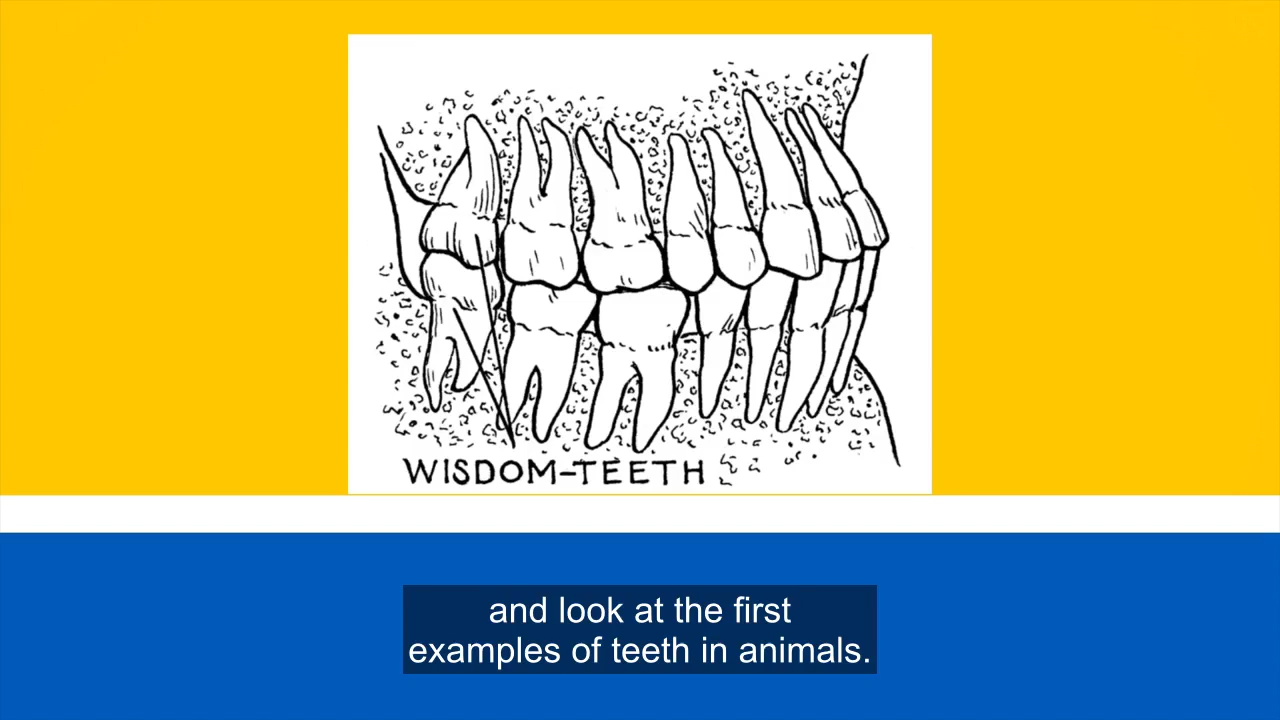 WISDOM-TEETH
and look at the first
examples of teeth in animals.